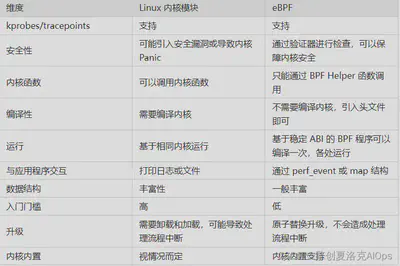 维度 Linux 内核模块 eBPF
kprobes/tracepoints 支持 支持
安全性 可能引入安全漏洞或导致内核 通过验证器进行检查，可以
Panic 保障内核安全
内核函数 可以调用内核函数 只能通过 BPF Helper 函数调
用
编译性 需要编译内核 不需要编译内核，引入头文件
即可
运行 基于相同内核运行 基于稳定 ABI 的 BPF 程序可以
编译一次，各处运行
与应用程序交互 打印日志或文件 通过 perf_event 或 map 结构
数据结构 丰富性 一般丰富
入门门槛 高 低
升级 需要卸载和加载，可能导致处 原子替换升级，不会造成处理
理流程中断 流程中断
内核内置 视情况而定 内核内置支持
创夏洛克AIOps